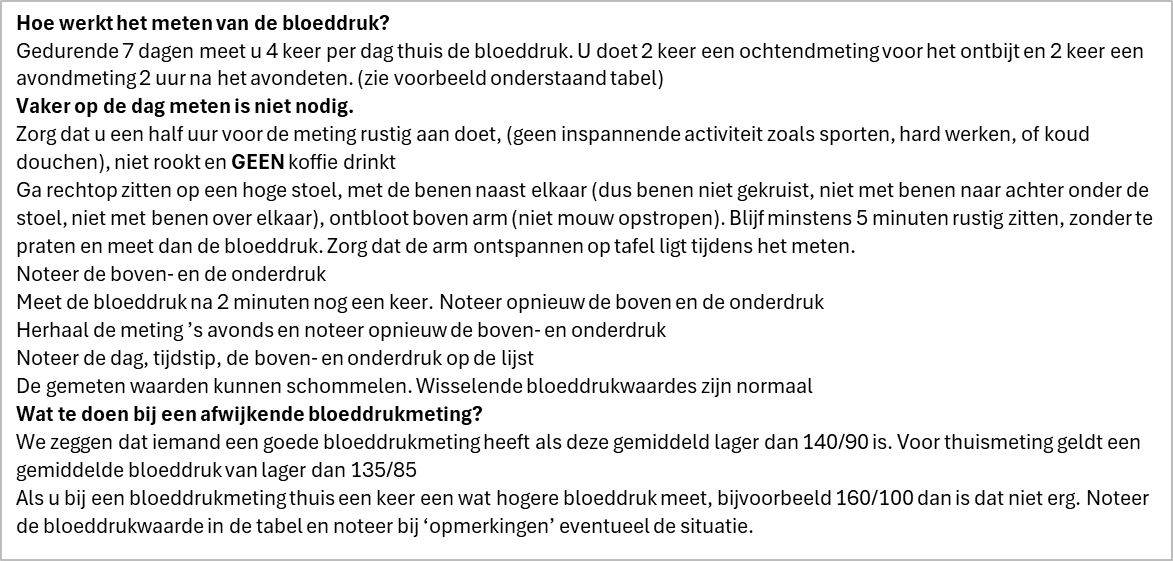 Hoe werkt het meten van de bloeddruk?
Gedurende 7 dagen meet u 4 keer per dag thuis de bloeddruk. U doet 2 keer een ochtendmeting voor het ontbijt en 2 keer een
avondmeting 2 uur na het avondeten. (zie voorbeeld onderstaand tabel)
Vaker op de dag meten is niet nodig.
Zorg dat u een half uur voor de meting rustig aan doet, (geen inspannende activiteit zoals sporten, hard werken, of koud
douchen), niet rookt en GEEN koffie drinkt
Ga rechtop zitten op een hoge stoel, met de benen naast elkaar (dus benen niet gekruist, niet met benen naar achter onder de
stoel, niet met benen over elkaar), ontbloot boven arm (niet mouw opstropen). Blijf minstens 5 minuten rustig zitten, zonder te
praten en meet dan de bloeddruk. Zorg dat de arm ontspannen op tafel ligt tijdens het meten.
Noteer de boven- en de onderdruk
Meet de bloeddruk na 2 minuten nog een keer. Noteer opnieuw de boven en de onderdruk
Herhaal de meting ’s avonds en noteer opnieuw de boven- en onderdruk
Noteer de dag, tijdstip, de boven- en onderdruk op de lijst
De gemeten waarden kunnen schommelen. Wisselende bloeddrukwaardes zijn normaal
Wat te doen bij een afwijkende bloeddrukmeting?
We zeggen dat iemand een goede bloeddrukmeting heeft als deze gemiddeld lager dan 140/90 is. Voor thuismeting geldt een
gemiddelde bloeddruk van lager dan 135/85
Als u bij een bloeddrukmeting thuis een keer een wat hogere bloeddruk meet, bijvoorbeeld 160/100 dan is dat niet erg. Noteer
de bloeddrukwaarde in de tabel en noteer bij ‘opmerkingen’ eventueel de situatie.